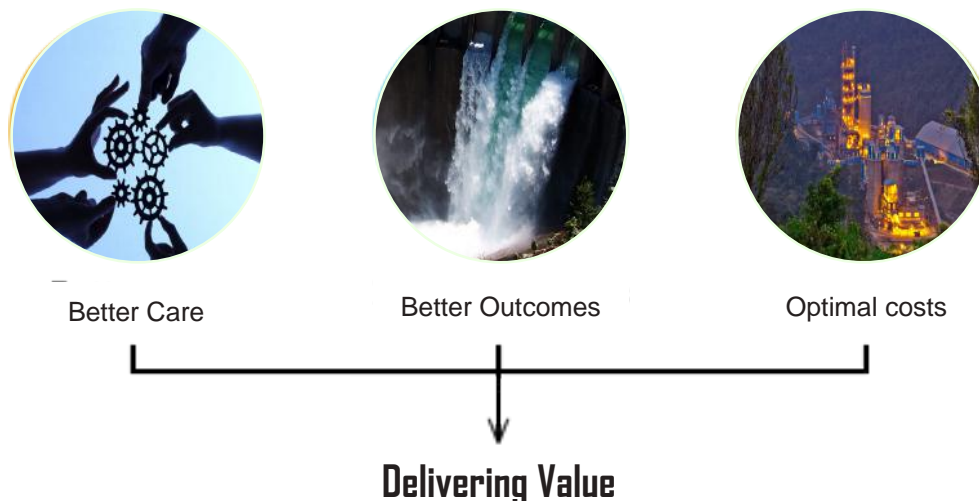 Better Care
Better Outcomes
Optimal costs
Delivering Value